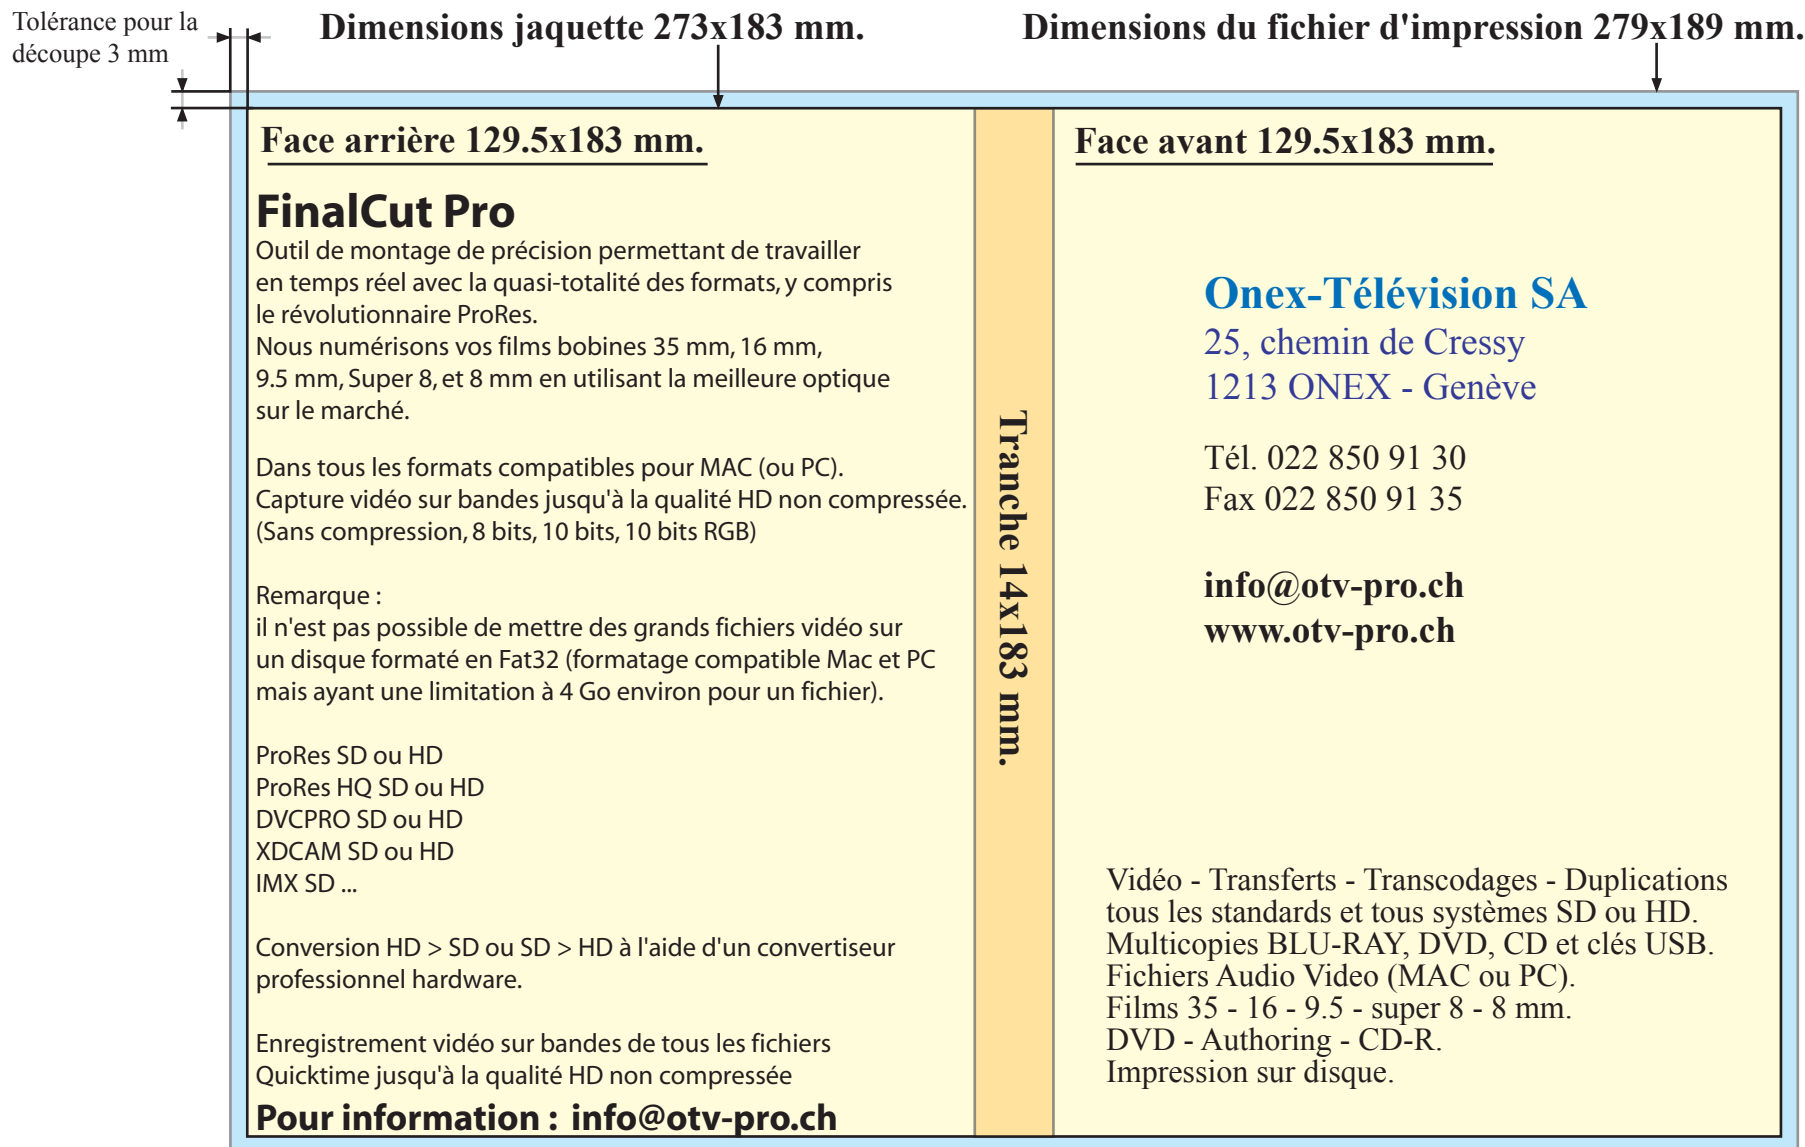 Tolérance pour la
découpe 3 mm
Dimensions jaquette 273x183 mm.
Dimensions du fichier d'impression 279x189 mm.
Face arrière 129.5x183 mm.
FinalCut Pro
Outil de montage de précision permettant de travailler
en temps réel avec la quasi-totalité des formats, y compris
le révolutionnaire ProRes.
Nous numérisons vos films bobines 35 mm, 16 mm,
9.5 mm, Super 8, et 8 mm en utilisant la meilleure optique
sur le marché.
Dans tous les formats compatibles pour MAC (ou PC).
Capture vidéo sur bandes jusqu'à la qualité HD non compressée.
(Sans compression, 8 bits, 10 bits, 10 bits RGB)
Remarque :
il n'est pas possible de mettre des grands fichiers vidéo sur
un disque formaté en Fat32 (formatage compatible Mac et PC
mais ayant une limitation à 4 Go environ pour un fichier).
ProRes SD ou HD
ProRes HQ SD ou HD
DVCPRO SD ou HD
XDCAM SD ou HD
IMX SD ...
Conversion HD > SD ou SD > HD à l'aide d'un convertiseur
professionnel hardware.
Enregistrement vidéo sur bandes de tous les fichiers
Quicktime jusqu'à la qualité HD non compressée
Pour information : info@otv-pro.ch
Tranche 14x183 mm.
Face avant 129.5x183 mm.
Onex-Télévision SA
25, chemin de Cressy
1213 ONEX - Genève
Tél. 022 850 91 30
Fax 022 850 91 35
info@otv-pro.ch
www.otv-pro.ch
Vidéo - Transferts - Transcodages - Duplications
tous les standards et tous systèmes SD ou HD.
Multicopies BLU-RAY, DVD, CD et clés USB.
Fichiers Audio Video (MAC ou PC).
Films 35 - 16 - 9.5 - super 8 - 8 mm.
DVD - Authoring - CD-R.
Impression sur disque.